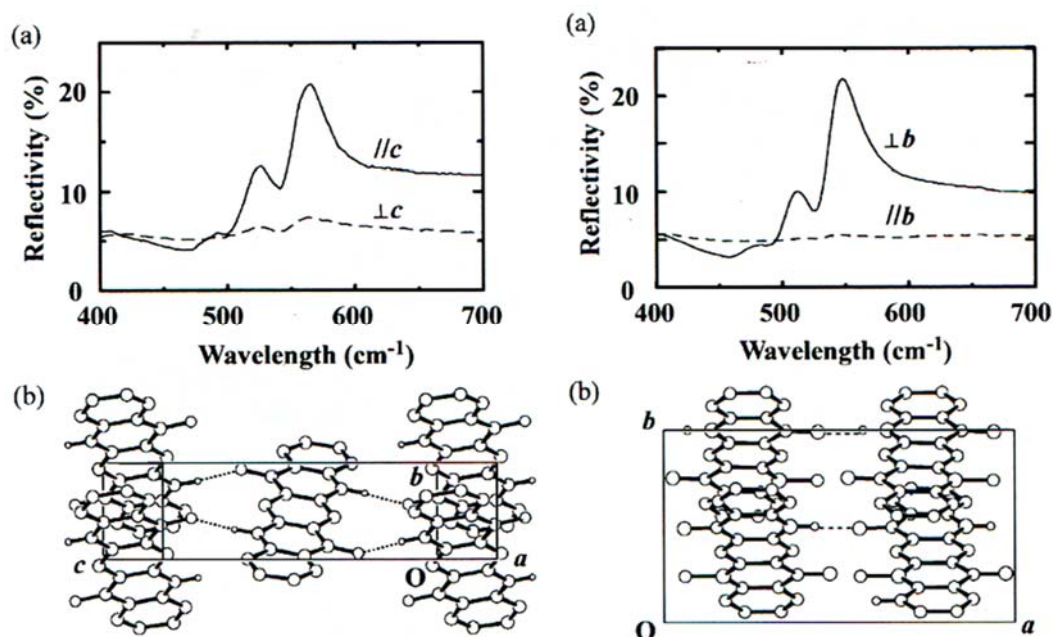 (a)
Reflectivity (%)
20
10
0
//c
⊥c
400 500 600 700
Wavelength (cm⁻¹)
(b)
b
c
O
a
(a)
Reflectivity (%)
20
10
0
⊥b
//b
400 500 600 700
Wavelength (cm⁻¹)
(b)
b
O
a